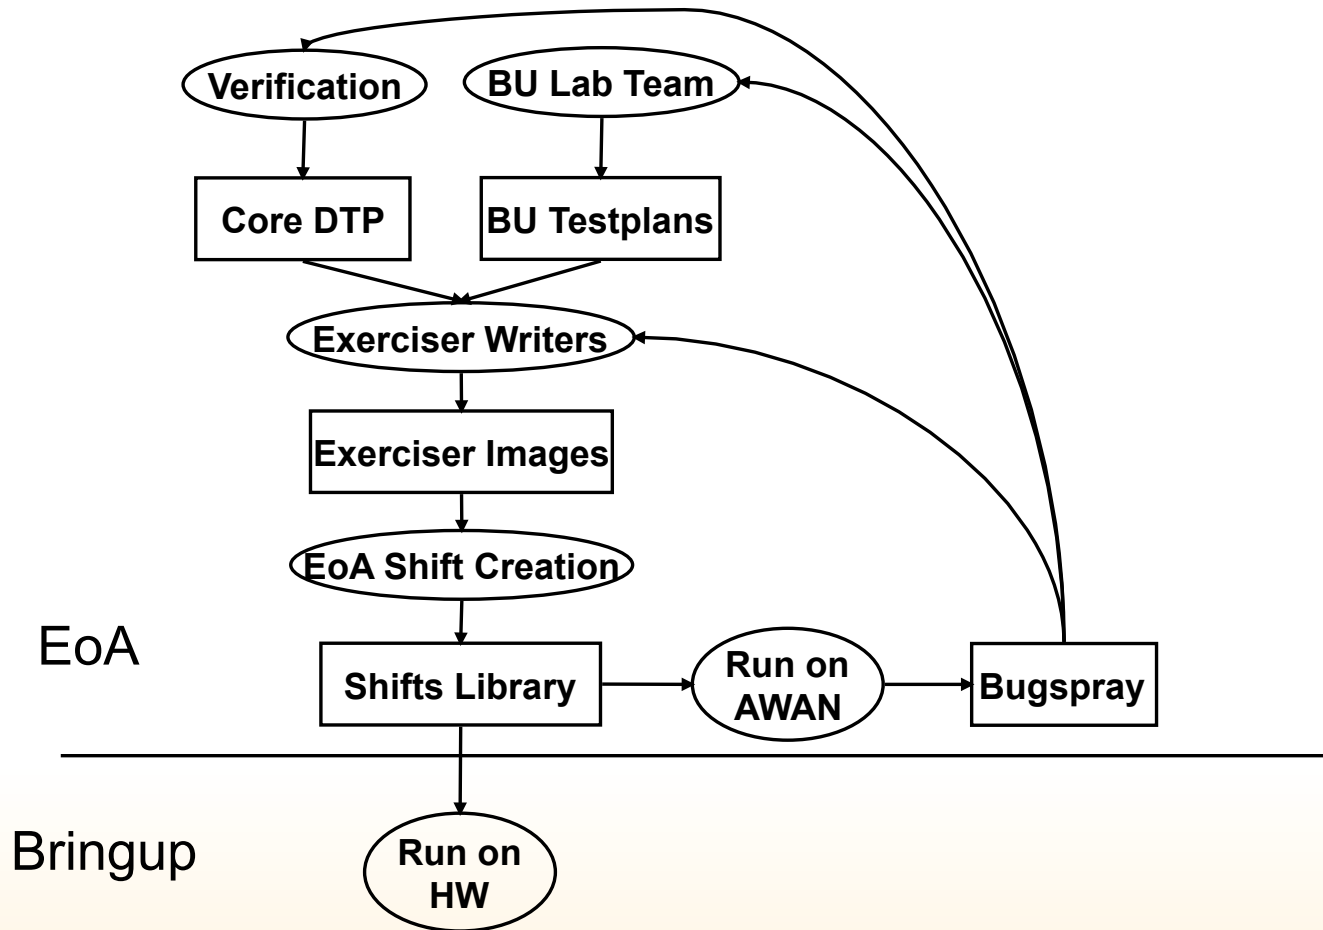 Verification
BU Lab Team
Core DTP
BU Testplans
Exerciser Writers
Exerciser Images
EoA Shift Creation
EoA
Shifts Library
Run on
AWAN
Bugspray
Bringup
Run on
HW